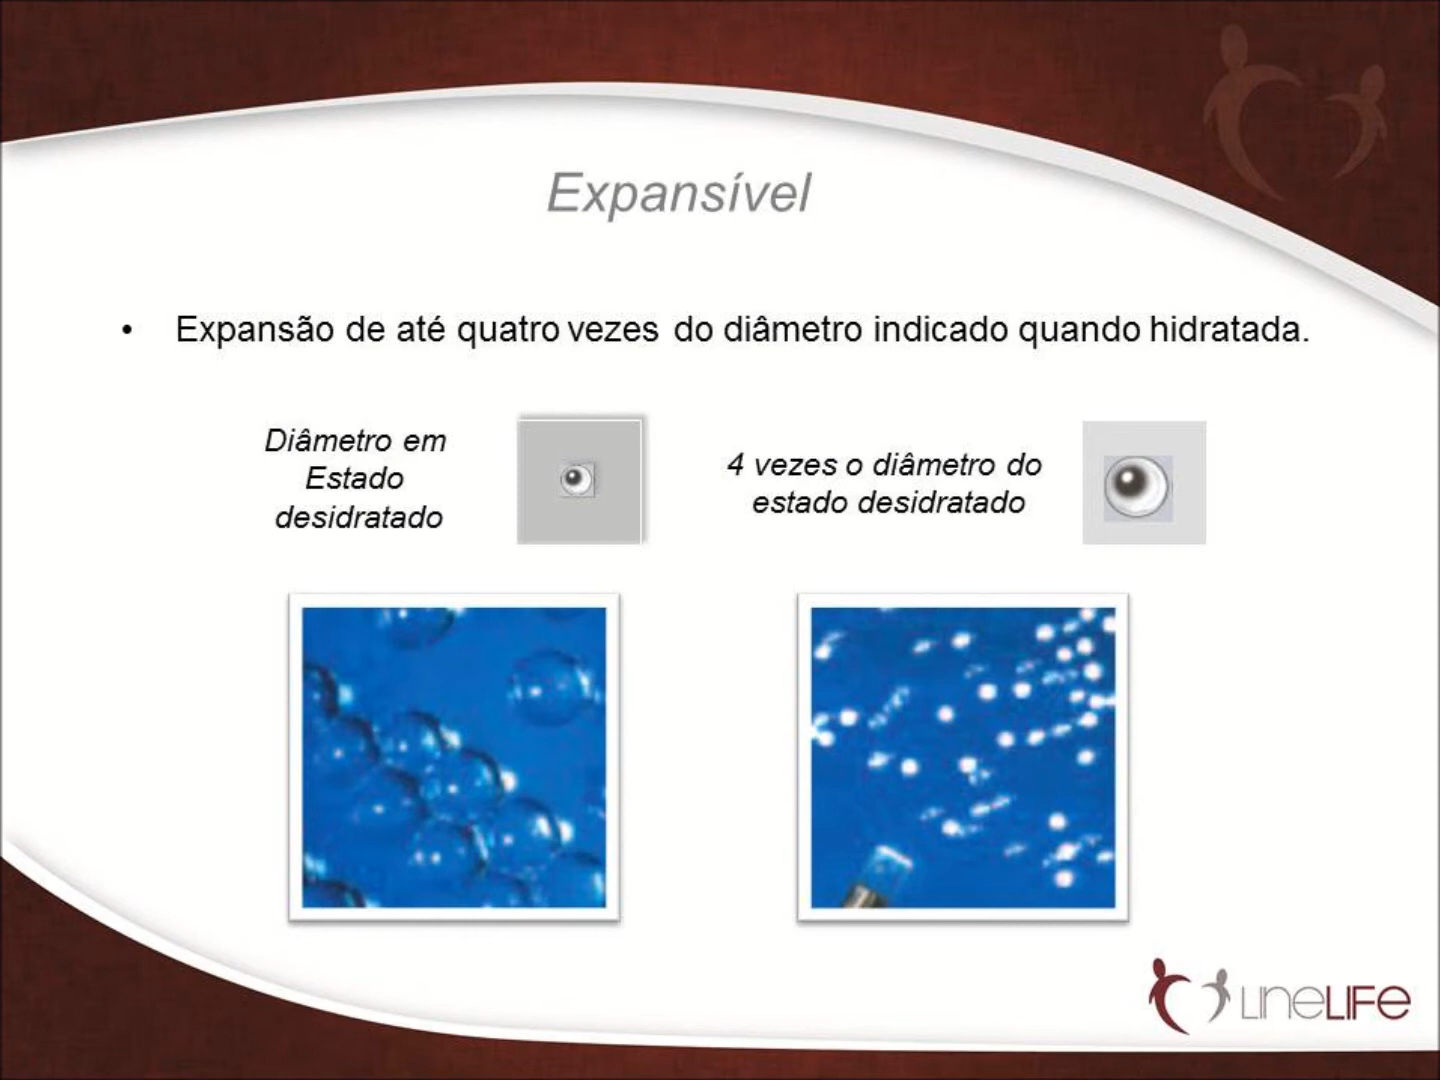 Expansível
• Expansão de até quatro vezes do diâmetro indicado quando hidratada.
Diâmetro em
Estado
desidratado
4 vezes o diâmetro do
estado desidratado
LINELIFE